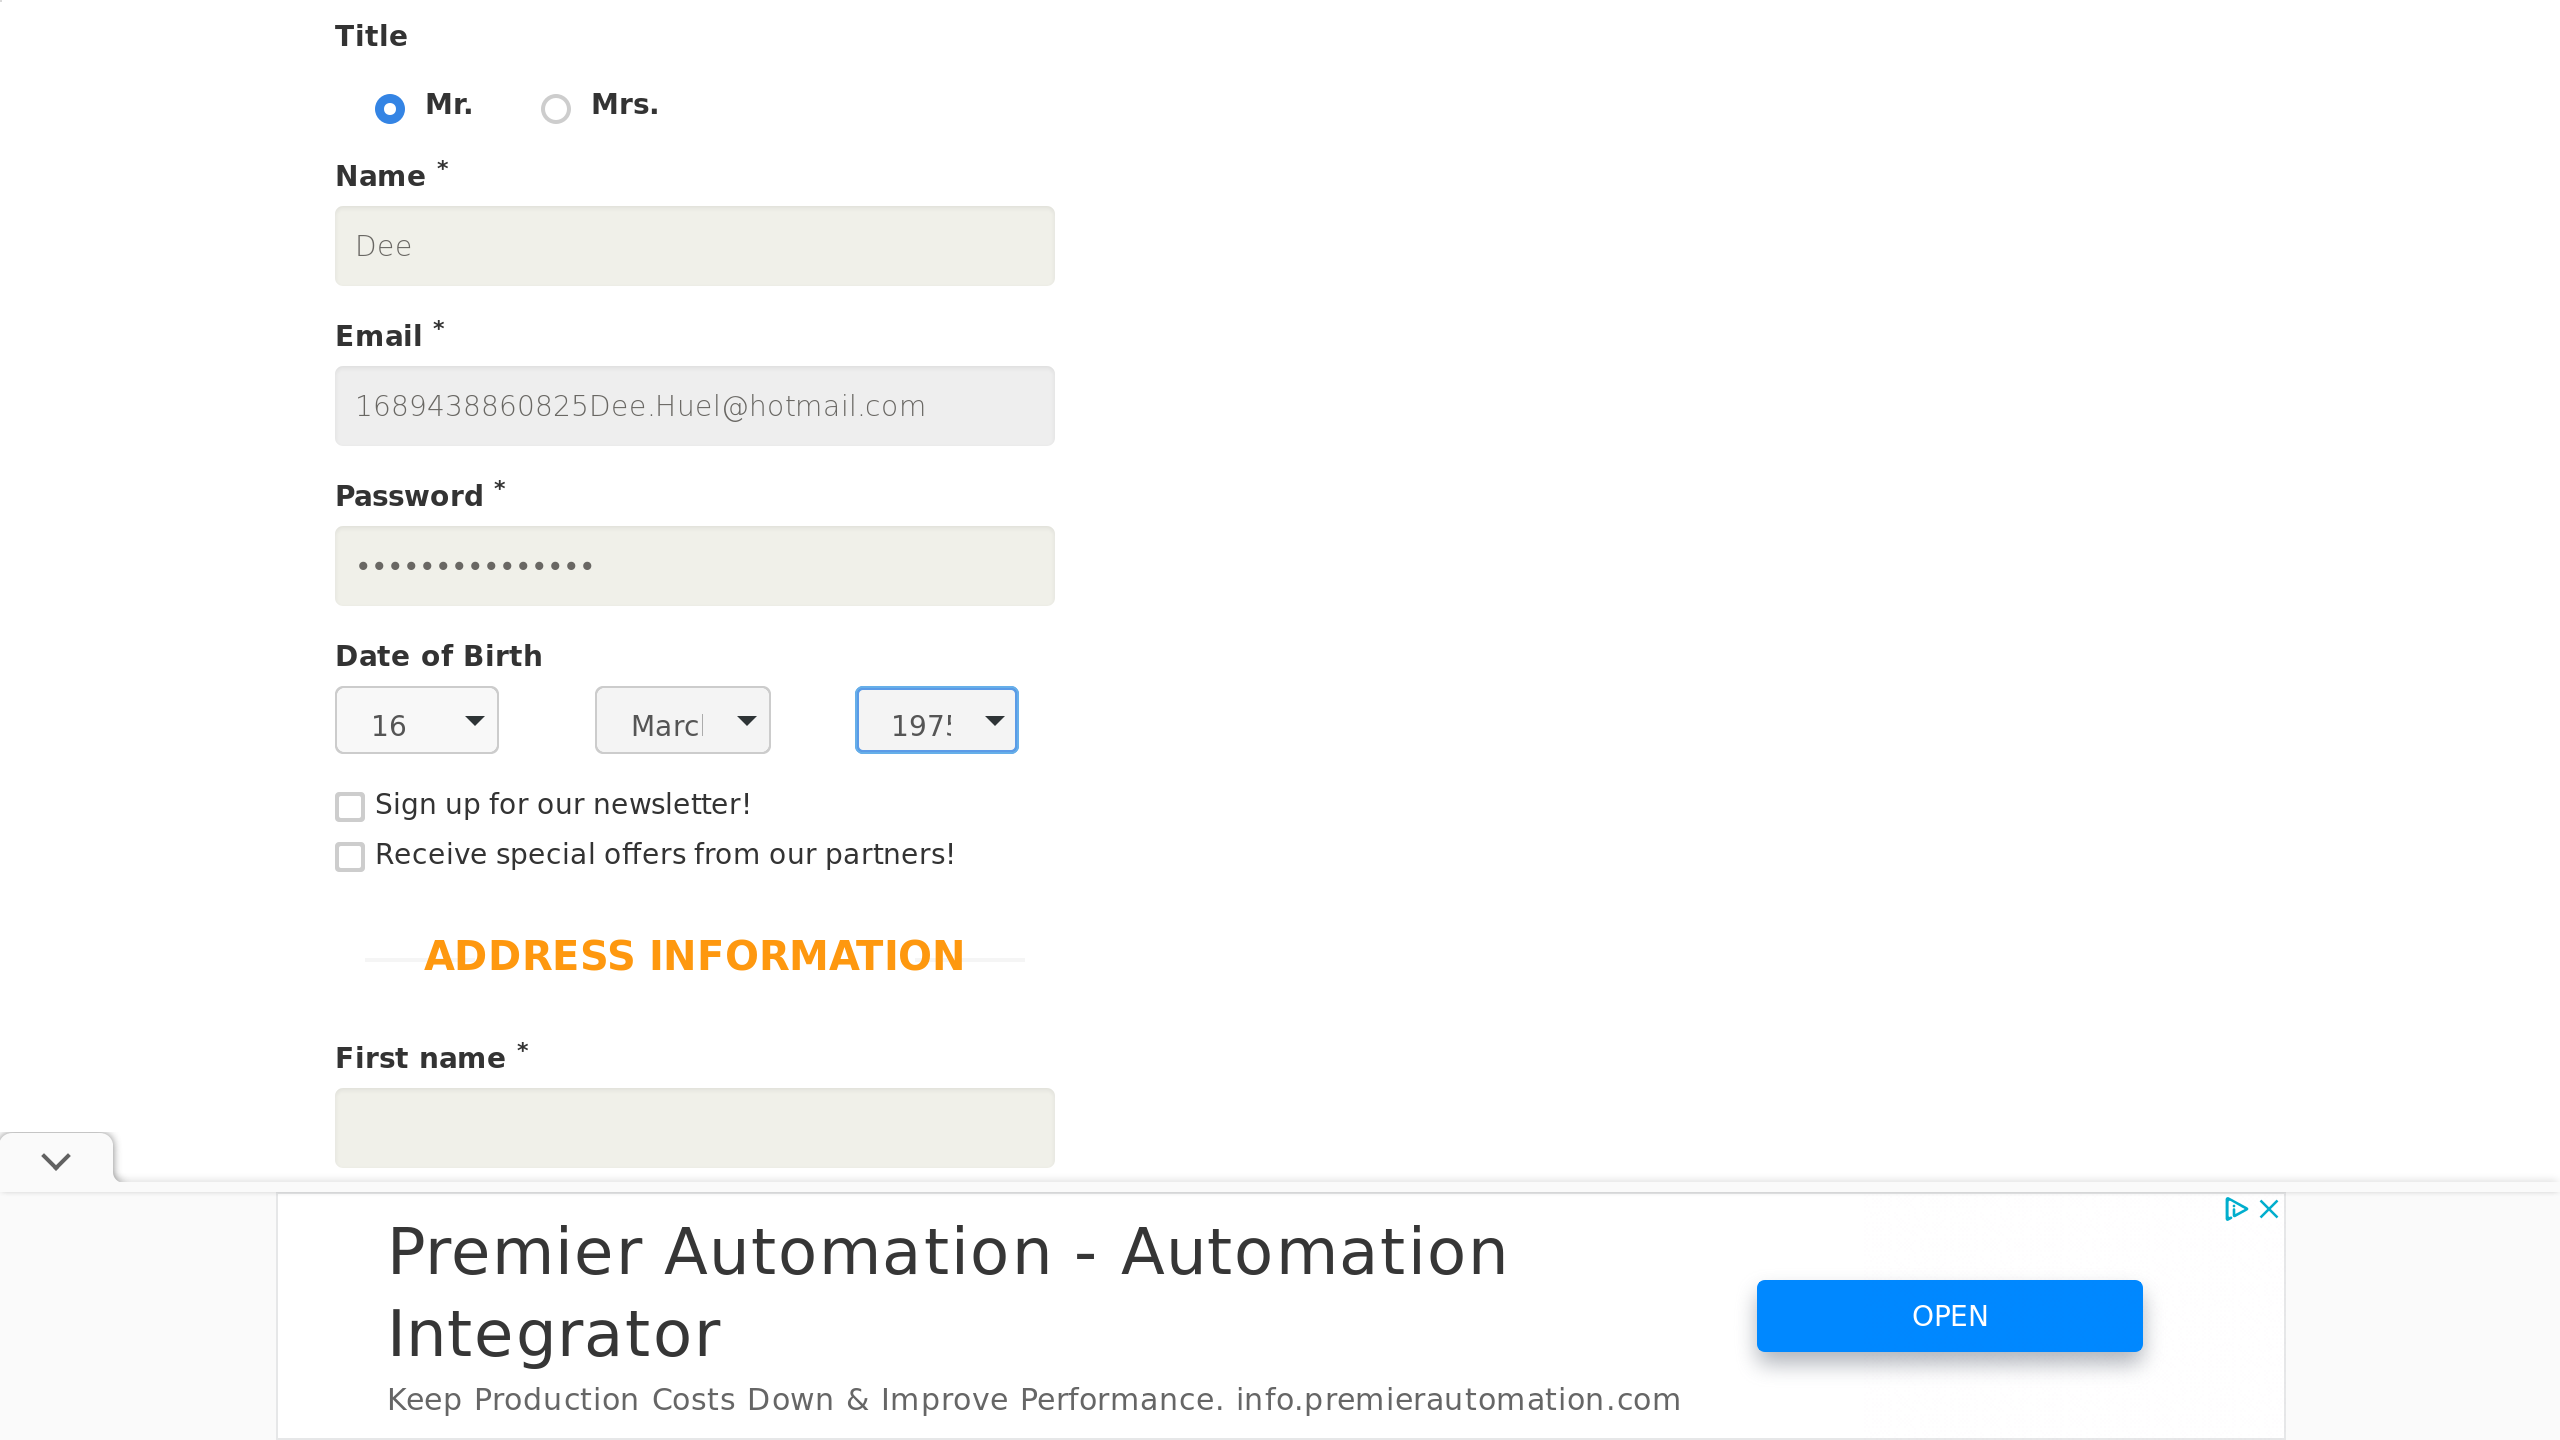 Title
Mr.
Mrs.
Name *
Dee
Email *
1689438860825Dee.Huel@hotmail.com
Password *
•••••••••••••••
Date of Birth
16
1975
Sign up for our newsletter!
Receive special offers from our partners!
ADDRESS INFORMATION
First name *
Premier Automation - Automation
Integrator
Keep Production Costs Down & Improve Performance. info.premierautomation.com
OPEN